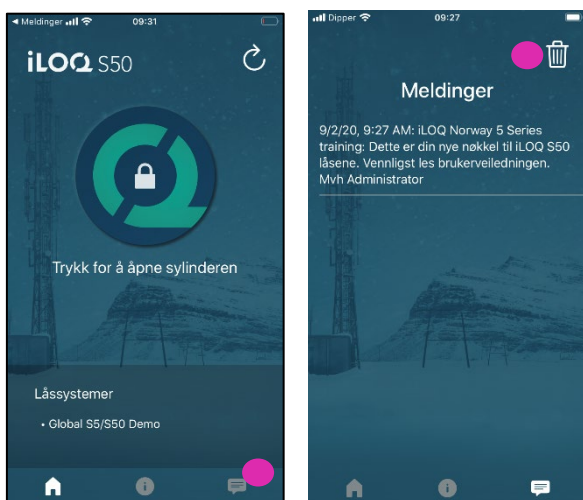 Meldinger 09:31
iLOQ S50
Trykk for å åpne sylinderen
Låssystemer
• Global S5/S50 Demo
Dipper 09:27
Meldinger
9/2/20, 9:27 AM: iLOQ Norway 5 Series
training: Dette er din nye nøkkel til iLOQ S50
låsene. Vennligst les brukerveiledningen.
Mvh Administrator